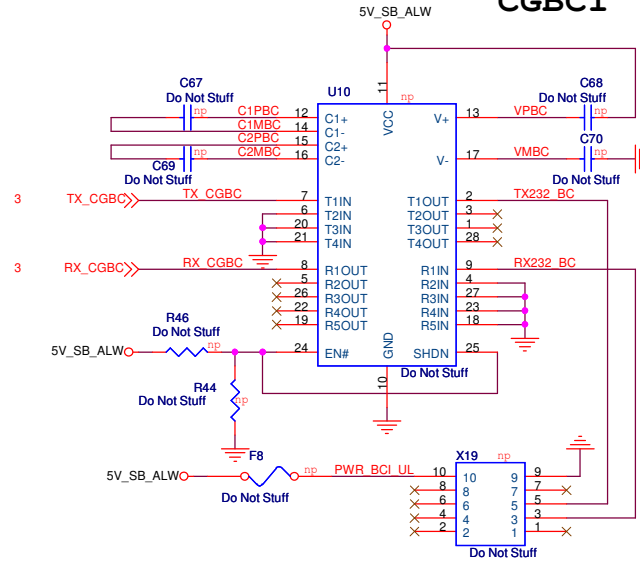 CGBC1
5V_SB_ALW
C67
Do Not Stuff
np
U10
np
C68
Do Not Stuff
np
11
VCC
C1PBC 12 C1+
C1MBC 14 C1-
C2PBC 15 C2+
C2MBC 16 C2-
V+ 13 VPBC
V- 17 VMBC
C69
Do Not Stuff
np
C70
Do Not Stuff
np
3 TX_CGBC TX_CGBC 7 T1IN T1OUT 2 TX232_BC
6 T2IN T2OUT 3
20 T3IN T3OUT 1
21 T4IN T4OUT 28
3 RX_CGBC RX_CGBC 8 R1OUT R1IN 9 RX232_BC
5 R2OUT R2IN 4
26 R3OUT R3IN 27
22 R4OUT R4IN 23
19 R5OUT R5IN 18
R46
Do Not Stuff
5V_SB_ALW np 24 EN# GND SHDN 25
10
Do Not Stuff
R44
Do Not Stuff
np
F8
5V_SB_ALW np PWR_BCI_UL
Do Not Stuff
X19 np
10 10 9 9
8 8 7 7
6 6 5 5
4 4 3 3
2 2 1 1
Do Not Stuff